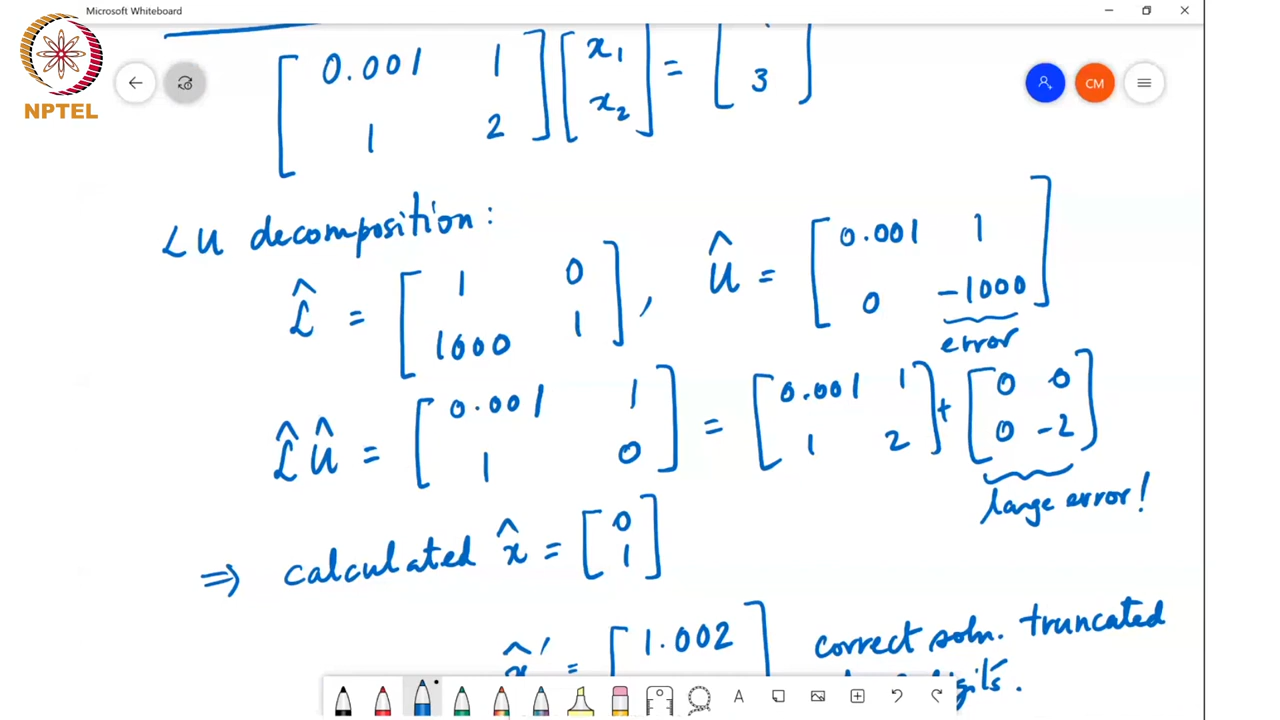 Microsoft Whiteboard
NPTEL
CM
[ 0.001 1 ] [ x₁ ] = [ ]
[ 1 2 ] [ x₂ ] [ 3 ]
LU decomposition:
L̂ = [ 1 0 ] , Û = [ 0.001 1 ]
[ 1000 1 ] [ 0 -1000 ]
error
L̂Û = [ 0.001 1 ] = [ 0.001 1 ] + [ 0 0 ]
[ 1 0 ] [ 1 2 ] [ 0 -2 ]
large error!
⇒ calculated x̂ = [ 0 ]
[ 1 ]
x̂′ = [ 1.002 ] correct soln. truncated
digits.
A